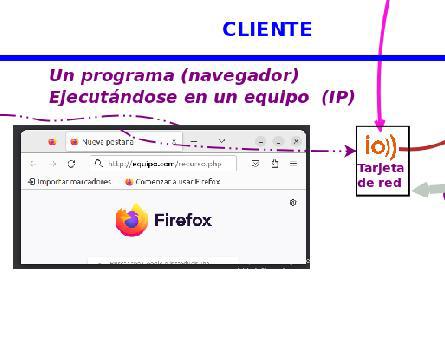 CLIENTE
Un programa (navegador)
Ejecutándose en un equipo (IP)
Nueva pestaña
http://equipo.com/recurso.php
Importar marcadores
Comenzar a usar Firefox
Firefox
Tarjeta
de red